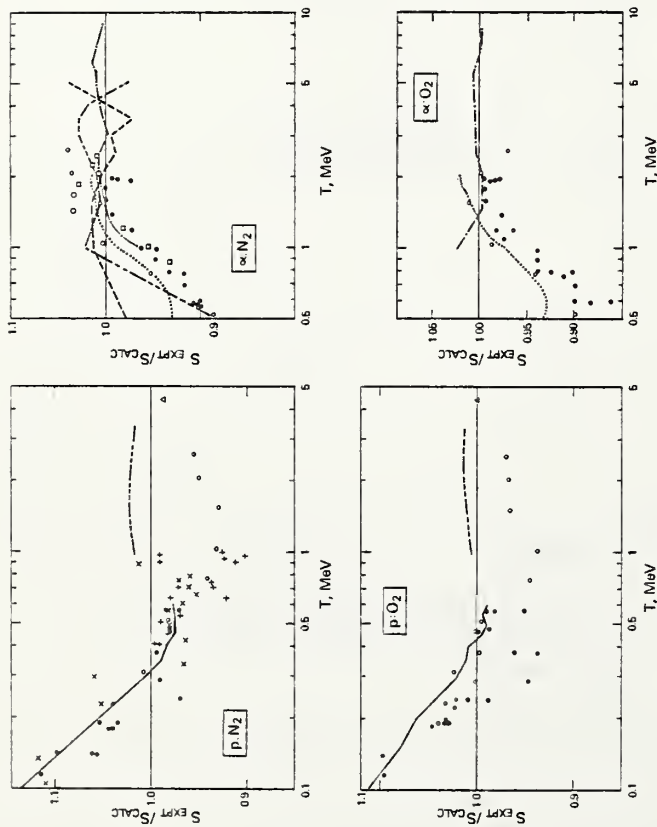 1.1
1.0
0.9
S EXPT/S CALC
p:N2
0.1
0.5
1
5
T, MeV
1.1
1.0
0.9
S EXPT/S CALC
∝:N2
0.5
1
5
10
T, MeV
1.1
1.0
0.9
S EXPT/S CALC
p:O2
0.1
0.5
1
5
T, MeV
1.05
1.00
0.95
0.90
S EXPT/S CALC
∝:O2
0.5
1
5
10
T, MeV